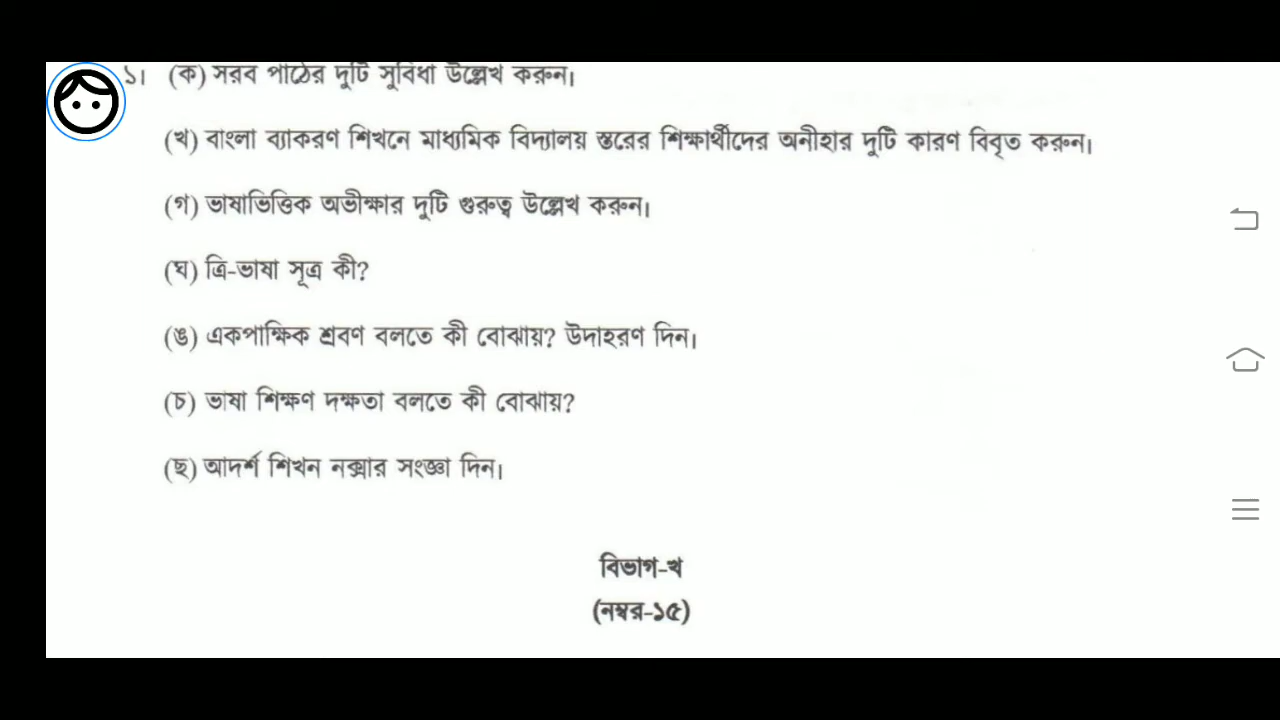 ১। (ক) সরব পাঠের দুটি সুবিধা উল্লেখ করুন।
(খ) বাংলা ব্যাকরণ শিখনে মাধ্যমিক বিদ্যালয় স্তরের শিক্ষার্থীদের অনীহার দুটি কারণ বিবৃত করুন।
(গ) ভাষাভিত্তিক অভীক্ষার দুটি গুরুত্ব উল্লেখ করুন।
(ঘ) ত্রি-ভাষা সূত্র কী?
(ঙ) একপাক্ষিক শ্রবণ বলতে কী বোঝায়? উদাহরণ দিন।
(চ) ভাষা শিক্ষণ দক্ষতা বলতে কী বোঝায়?
(ছ) আদর্শ শিখন নক্সার সংজ্ঞা দিন।
বিভাগ-খ
(নম্বর-১৫)